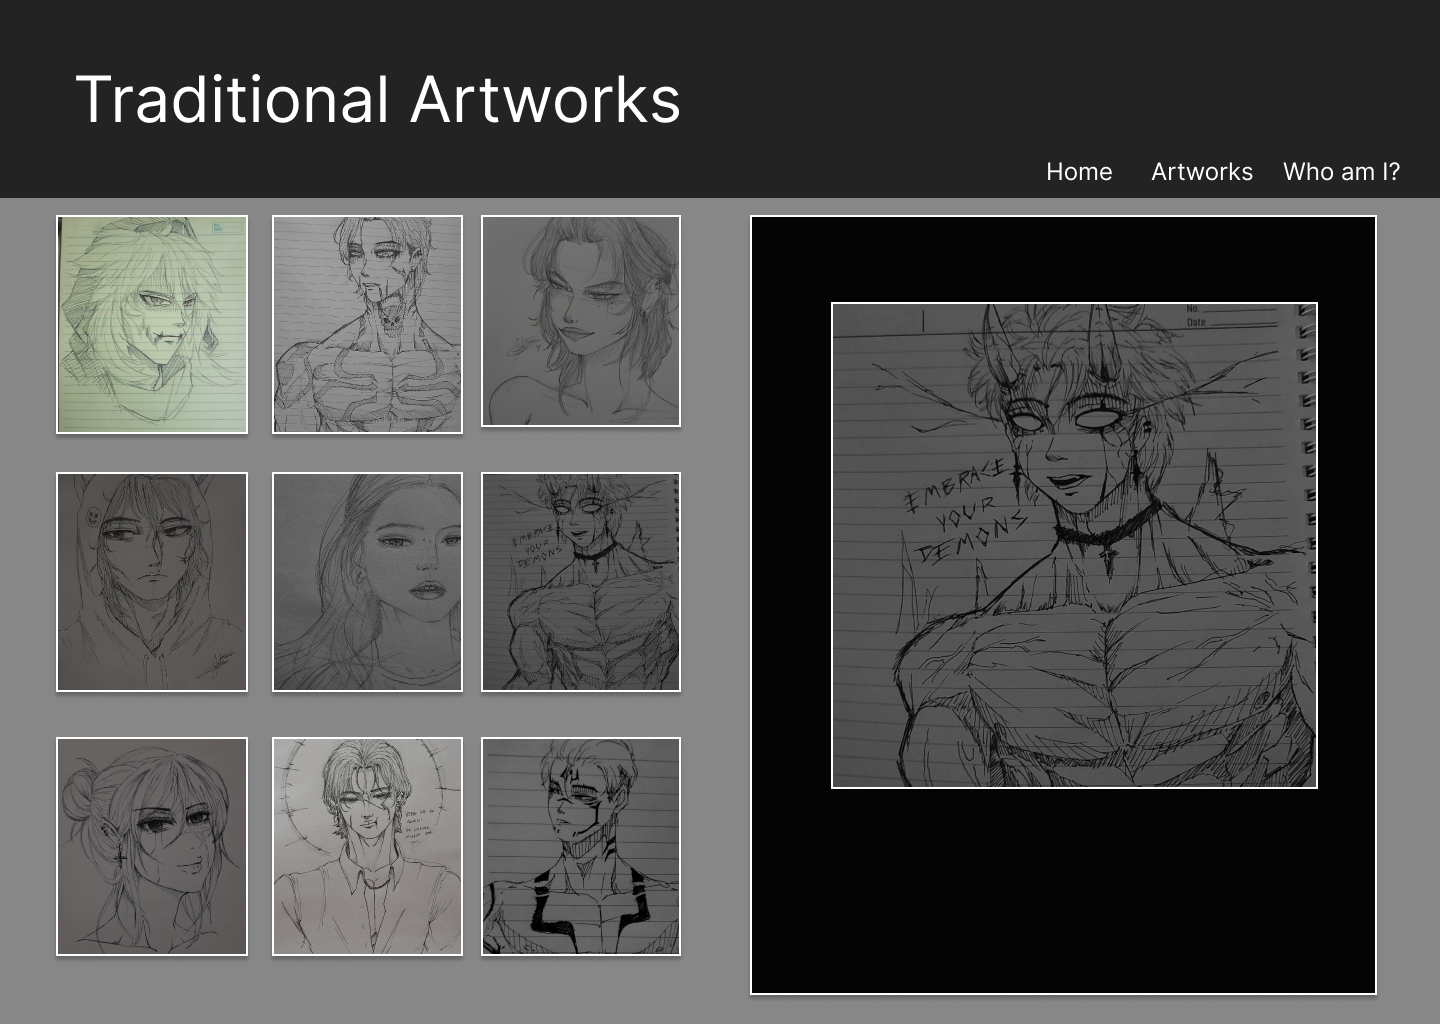 Traditional Artworks
Home
Artworks
Who am I?
EMBRACE
YOUR
DEMONS
No.
Date
EMBRACE
YOUR
DEMONS